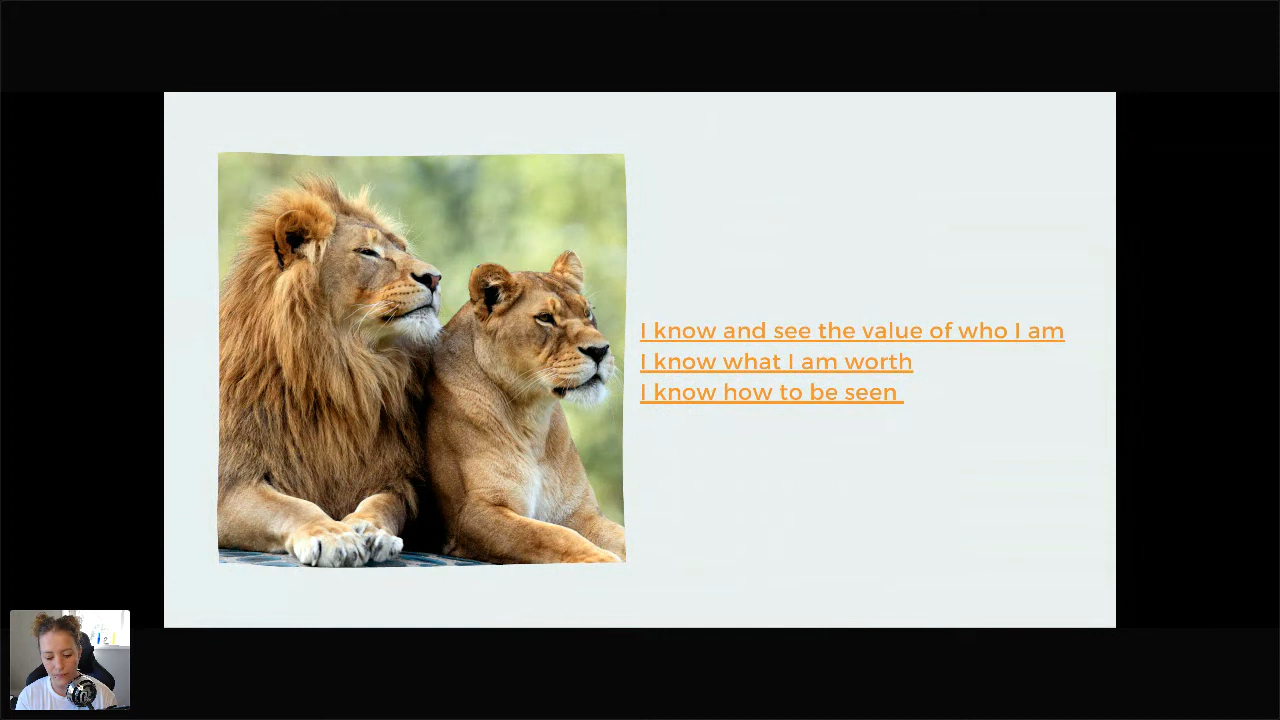 I know and see the value of who I am
I know what I am worth
I know how to be seen